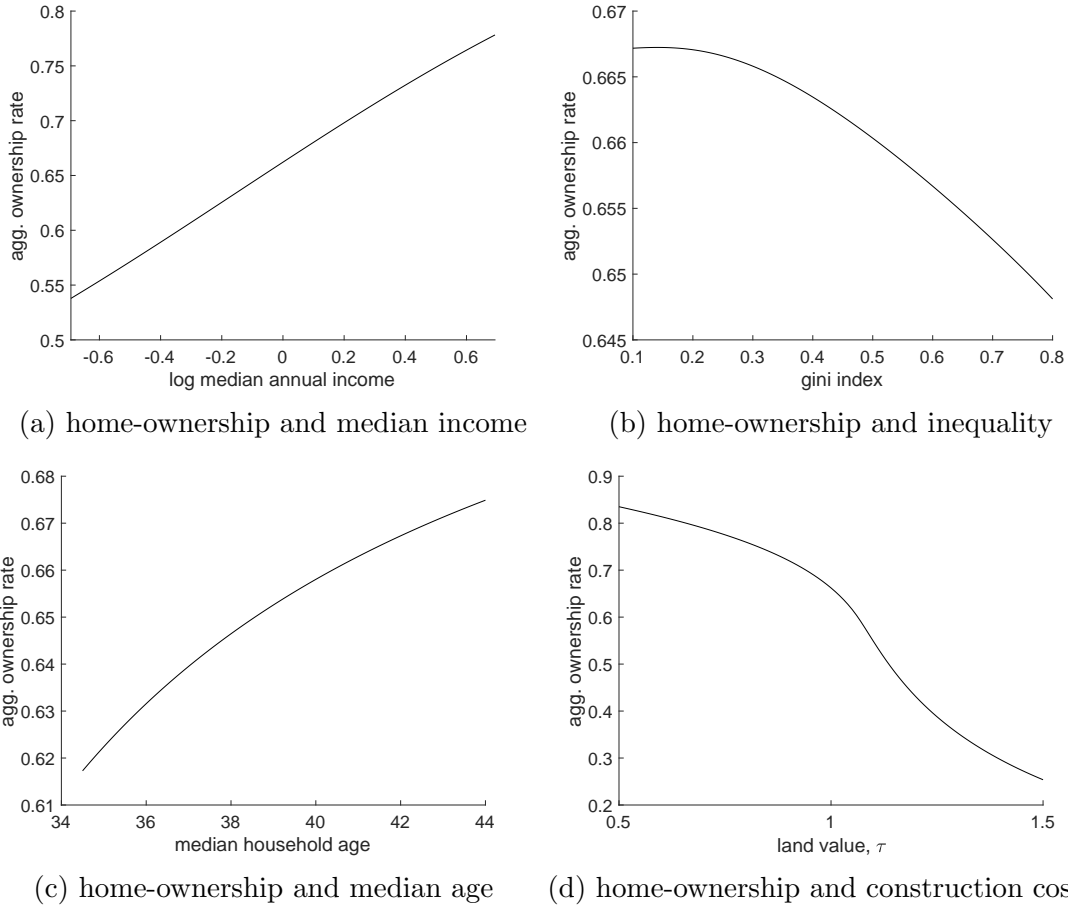 0.8
0.75
0.7
0.65
0.6
0.55
0.5
agg. ownership rate
-0.6 -0.4 -0.2 0 0.2 0.4 0.6
log median annual income
(a) home-ownership and median income
0.67
0.665
0.66
0.655
0.65
0.645
agg. ownership rate
0.1 0.2 0.3 0.4 0.5 0.6 0.7 0.8
gini index
(b) home-ownership and inequality
0.68
0.67
0.66
0.65
0.64
0.63
0.62
0.61
agg. ownership rate
34 36 38 40 42 44
median household age
(c) home-ownership and median age
0.9
0.8
0.7
0.6
0.5
0.4
0.3
0.2
agg. ownership rate
0.5 1 1.5
land value, τ
(d) home-ownership and construction cos